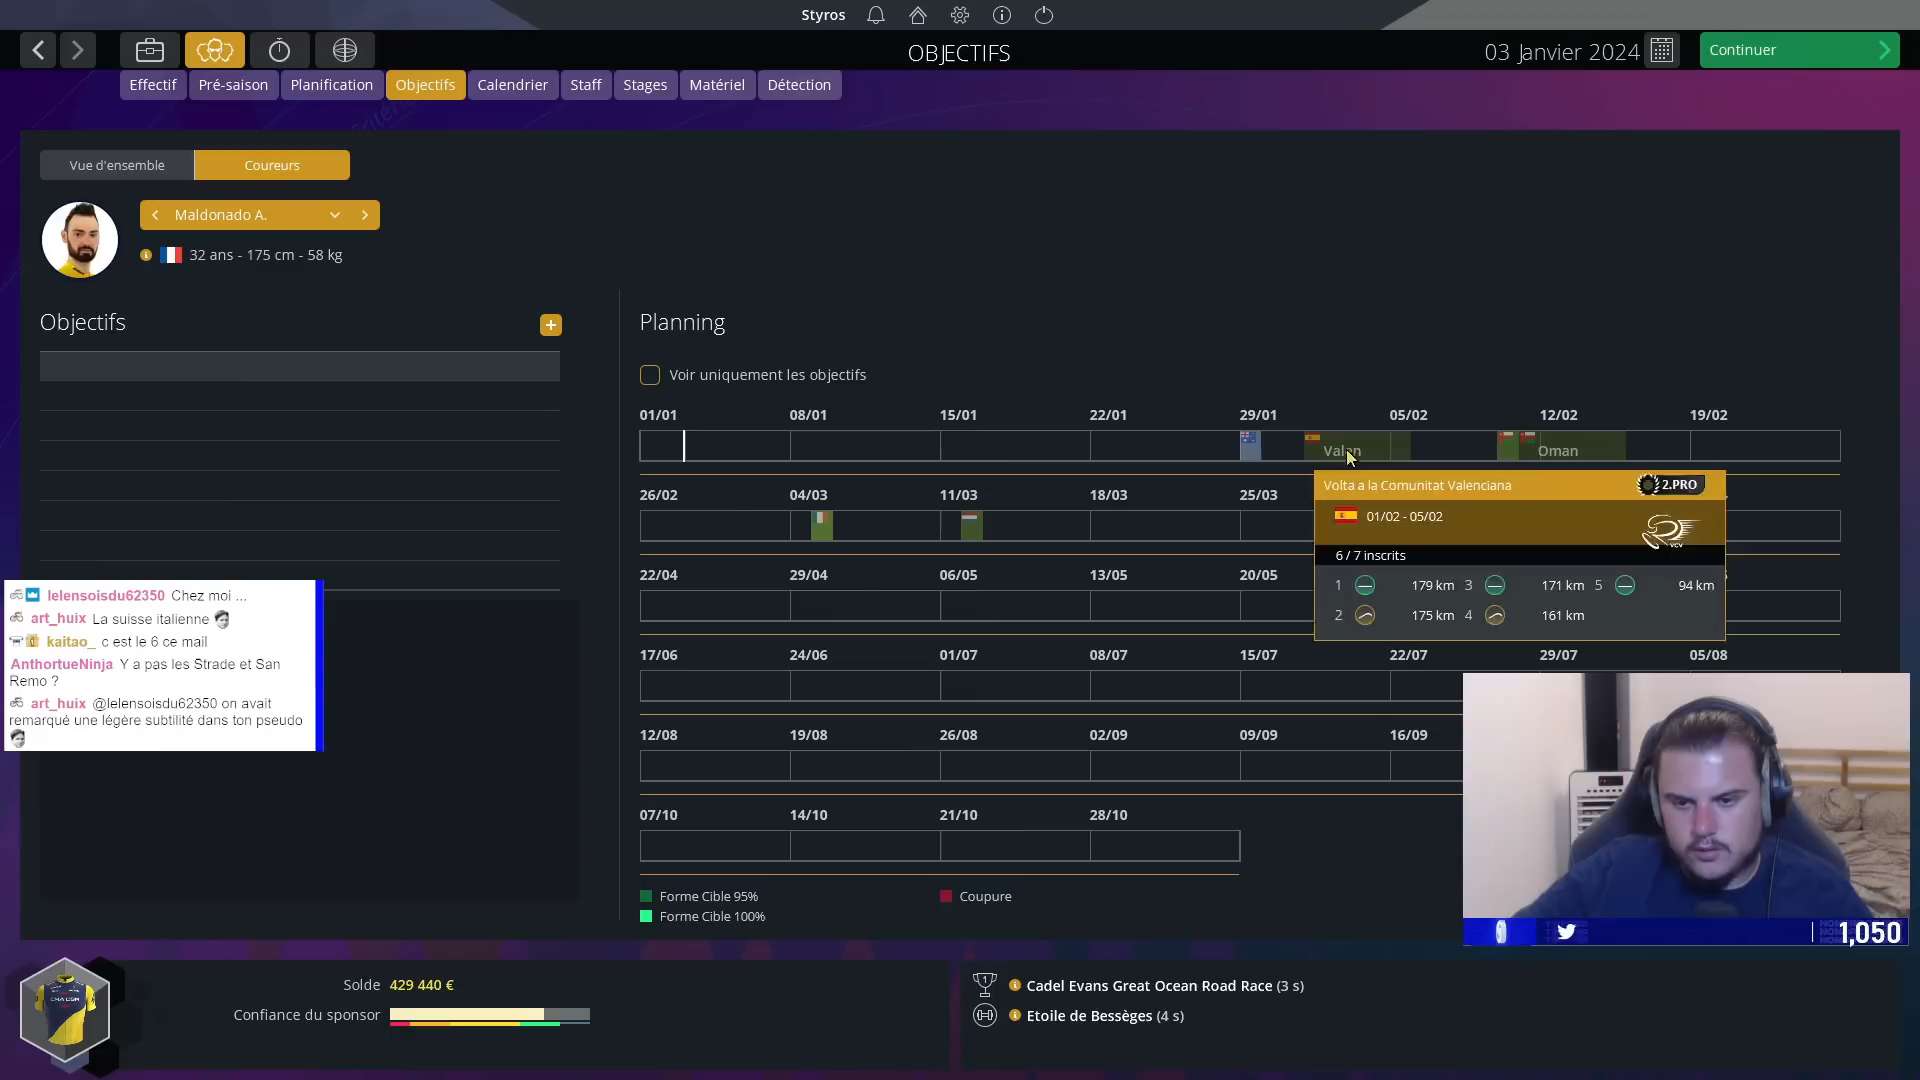 Styros
OBJECTIFS
03 Janvier 2024
Continuer
Effectif
Pré-saison
Planification
Objectifs
Calendrier
Staff
Stages
Matériel
Détection
Vue d'ensemble
Coureurs
Maldonado A.
32 ans - 175 cm - 58 kg
Objectifs
Planning
Voir uniquement les objectifs
01/01 08/01 15/01 22/01 29/01 05/02 12/02 19/02
Valen Oman
26/02 04/03 11/03 18/03 25/03
Volta a la Comunitat Valenciana 2.PRO
01/02 - 05/02
VCV
6 / 7 inscrits
1 179 km 3 171 km 5 94 km
2 175 km 4 161 km
22/04 29/04 06/05 13/05 20/05
17/06 24/06 01/07 08/07 15/07 22/07 29/07 05/08
12/08 19/08 26/08 02/09 09/09 16/09
07/10 14/10 21/10 28/10
Forme Cible 95% Coupure
Forme Cible 100%
lelensoisdu62350 Chez moi ...
art_huix La suisse italienne
kaitao_ c est le 6 ce mail
AnthortueNinja Y a pas les Strade et San
Remo ?
art_huix @lelensoisdu62350 on avait
remarqué une légère subtilité dans ton pseudo
1,050
Solde 429 440 €
Confiance du sponsor
Cadel Evans Great Ocean Road Race (3 s)
Etoile de Bessèges (4 s)